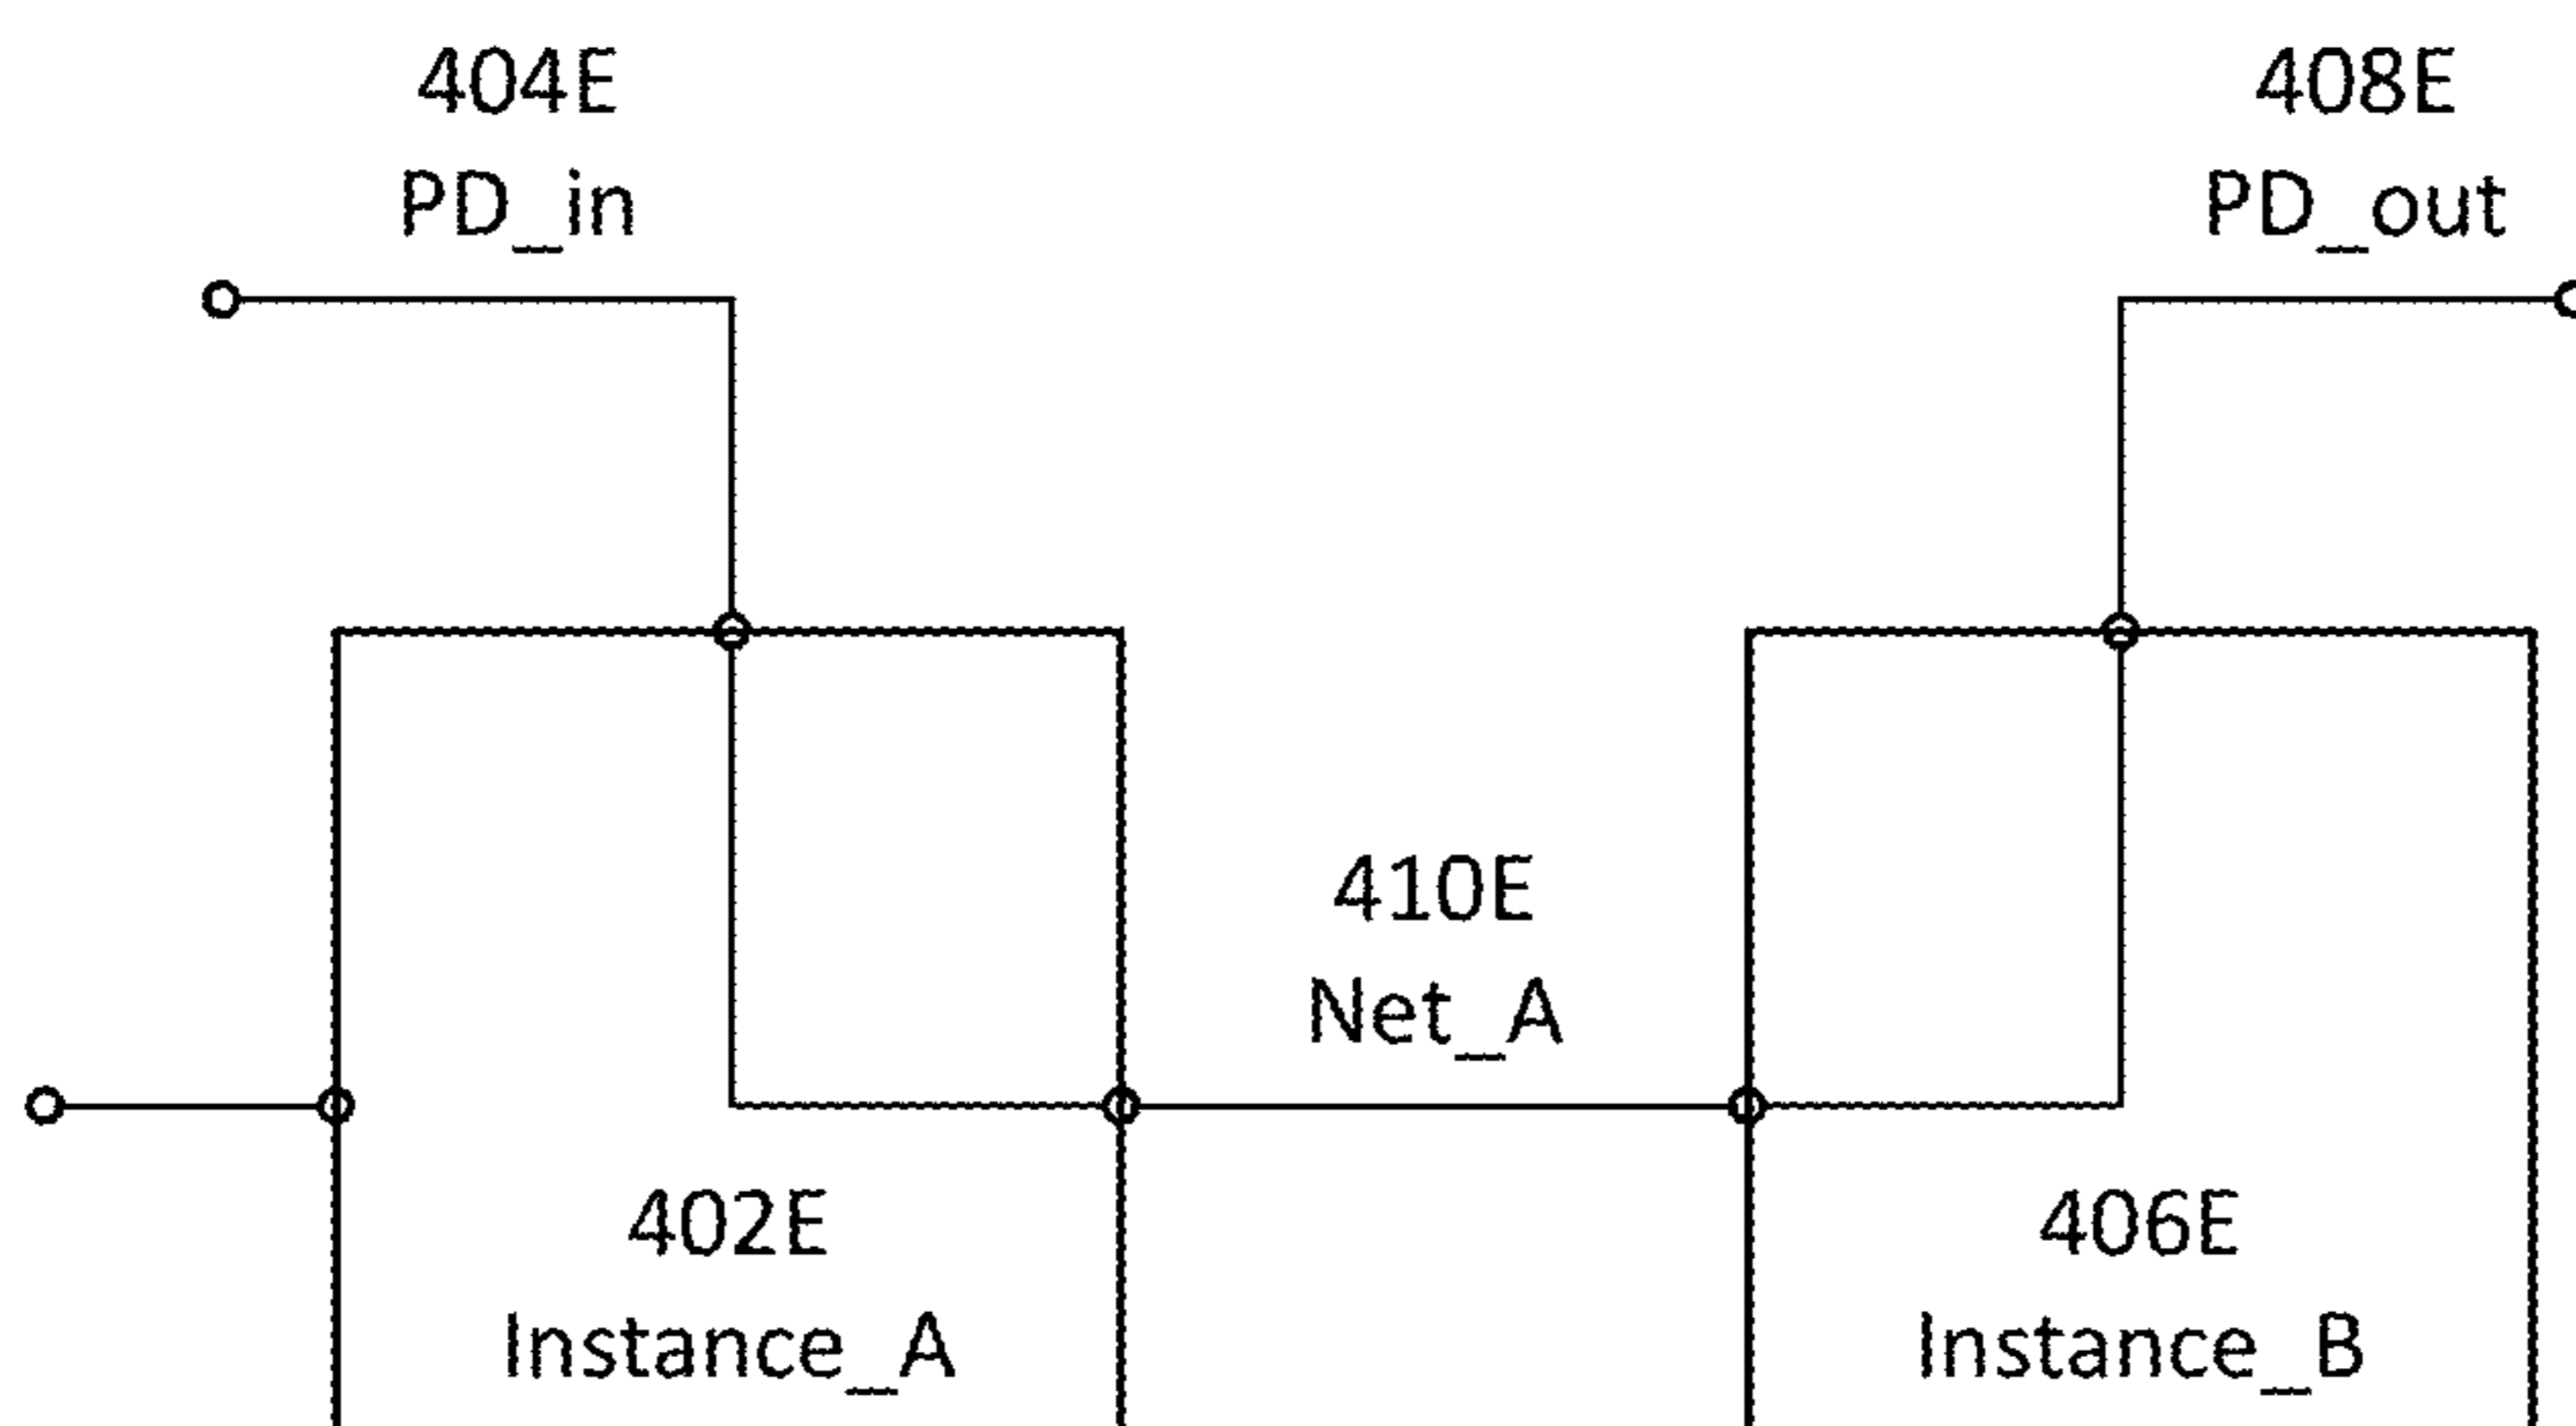 404E
PD_in
408E
PD_out
410E
Net_A
402E
Instance_A
406E
Instance_B